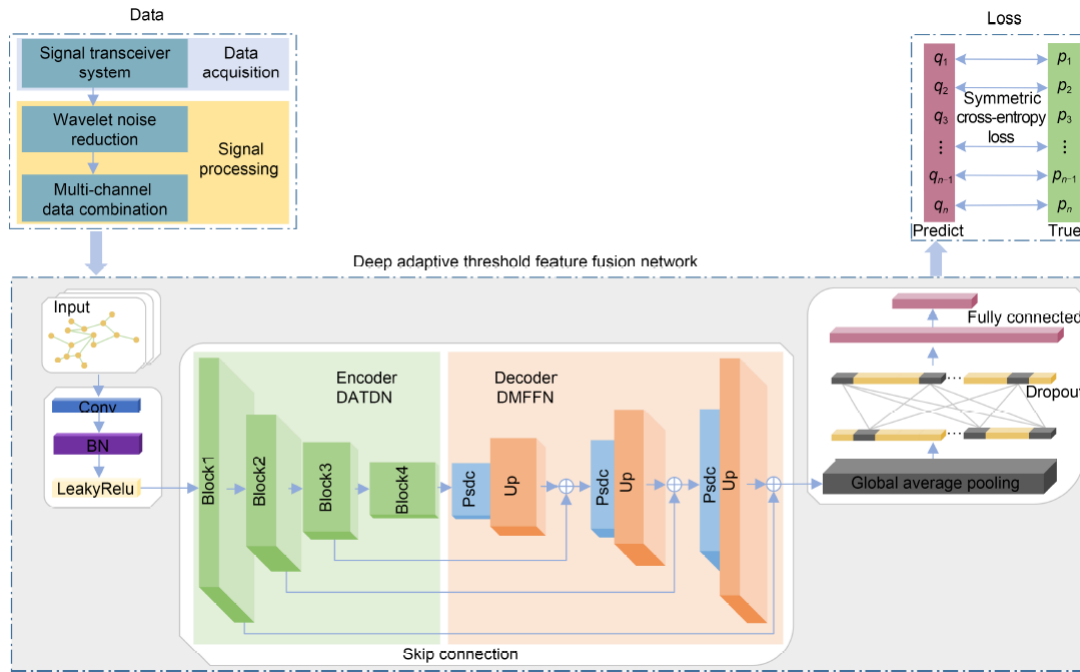 Data
Signal transceiver
system
Data
acquisition
Wavelet noise
reduction
Multi-channel
data combination
Signal
processing
Loss
q1
p1
q2
p2
q3
p3
⋮
⋮
qn−1
pn−1
qn
pn
Symmetric
cross-entropy
loss
Predict
True
Deep adaptive threshold feature fusion network
Input
Conv
BN
LeakyRelu
Encoder
DATDN
Decoder
DMFFN
Block1
Block2
Block3
Block4
Psdc
Up
Psdc
Up
Psdc
Up
Skip connection
Fully connected
...
Dropout
...
Global average pooling